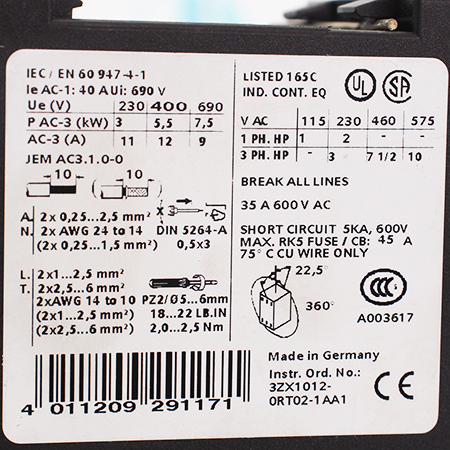 IEC / EN 60 947-4-1
Ie AC-1: 40 A Ui: 690 V
Ue (V) 230 400 690
P AC-3 (kW) 3 5,5 7,5
AC-3 (A) 11 12 9
JEM AC3.1.0-0
10 10
A. 2x 0,25...2,5 mm²
N. 2x AWG 24 to 14 DIN 5264-A
(2x 0,25...1,5 mm²) 0,5x3
L. 2x1...2,5 mm²
T. 2x2,5...6 mm²
2xAWG 14 to 10 PZ2/ Ø5...6mm
(2x1...2,5 mm²) 18...22 LB.IN
(2x2,5...6 mm²) 2,0...2,5 Nm
4 011209 291171
LISTED 165C
IND. CONT. EQ
UL SA
V AC 115 230 460 575
1 PH. HP 1 2 -
3 PH. HP 3 7 1/2 10
BREAK ALL LINES
35 A 600 V AC
SHORT CIRCUIT 5KA, 600V
MAX. RK5 FUSE / CB: 45 A
75°C CU WIRE ONLY
22,5°
360°
CCC
A003617
Made in Germany
Instr. Ord. No.:
3ZX1012-
0RT02-1AA1
CE